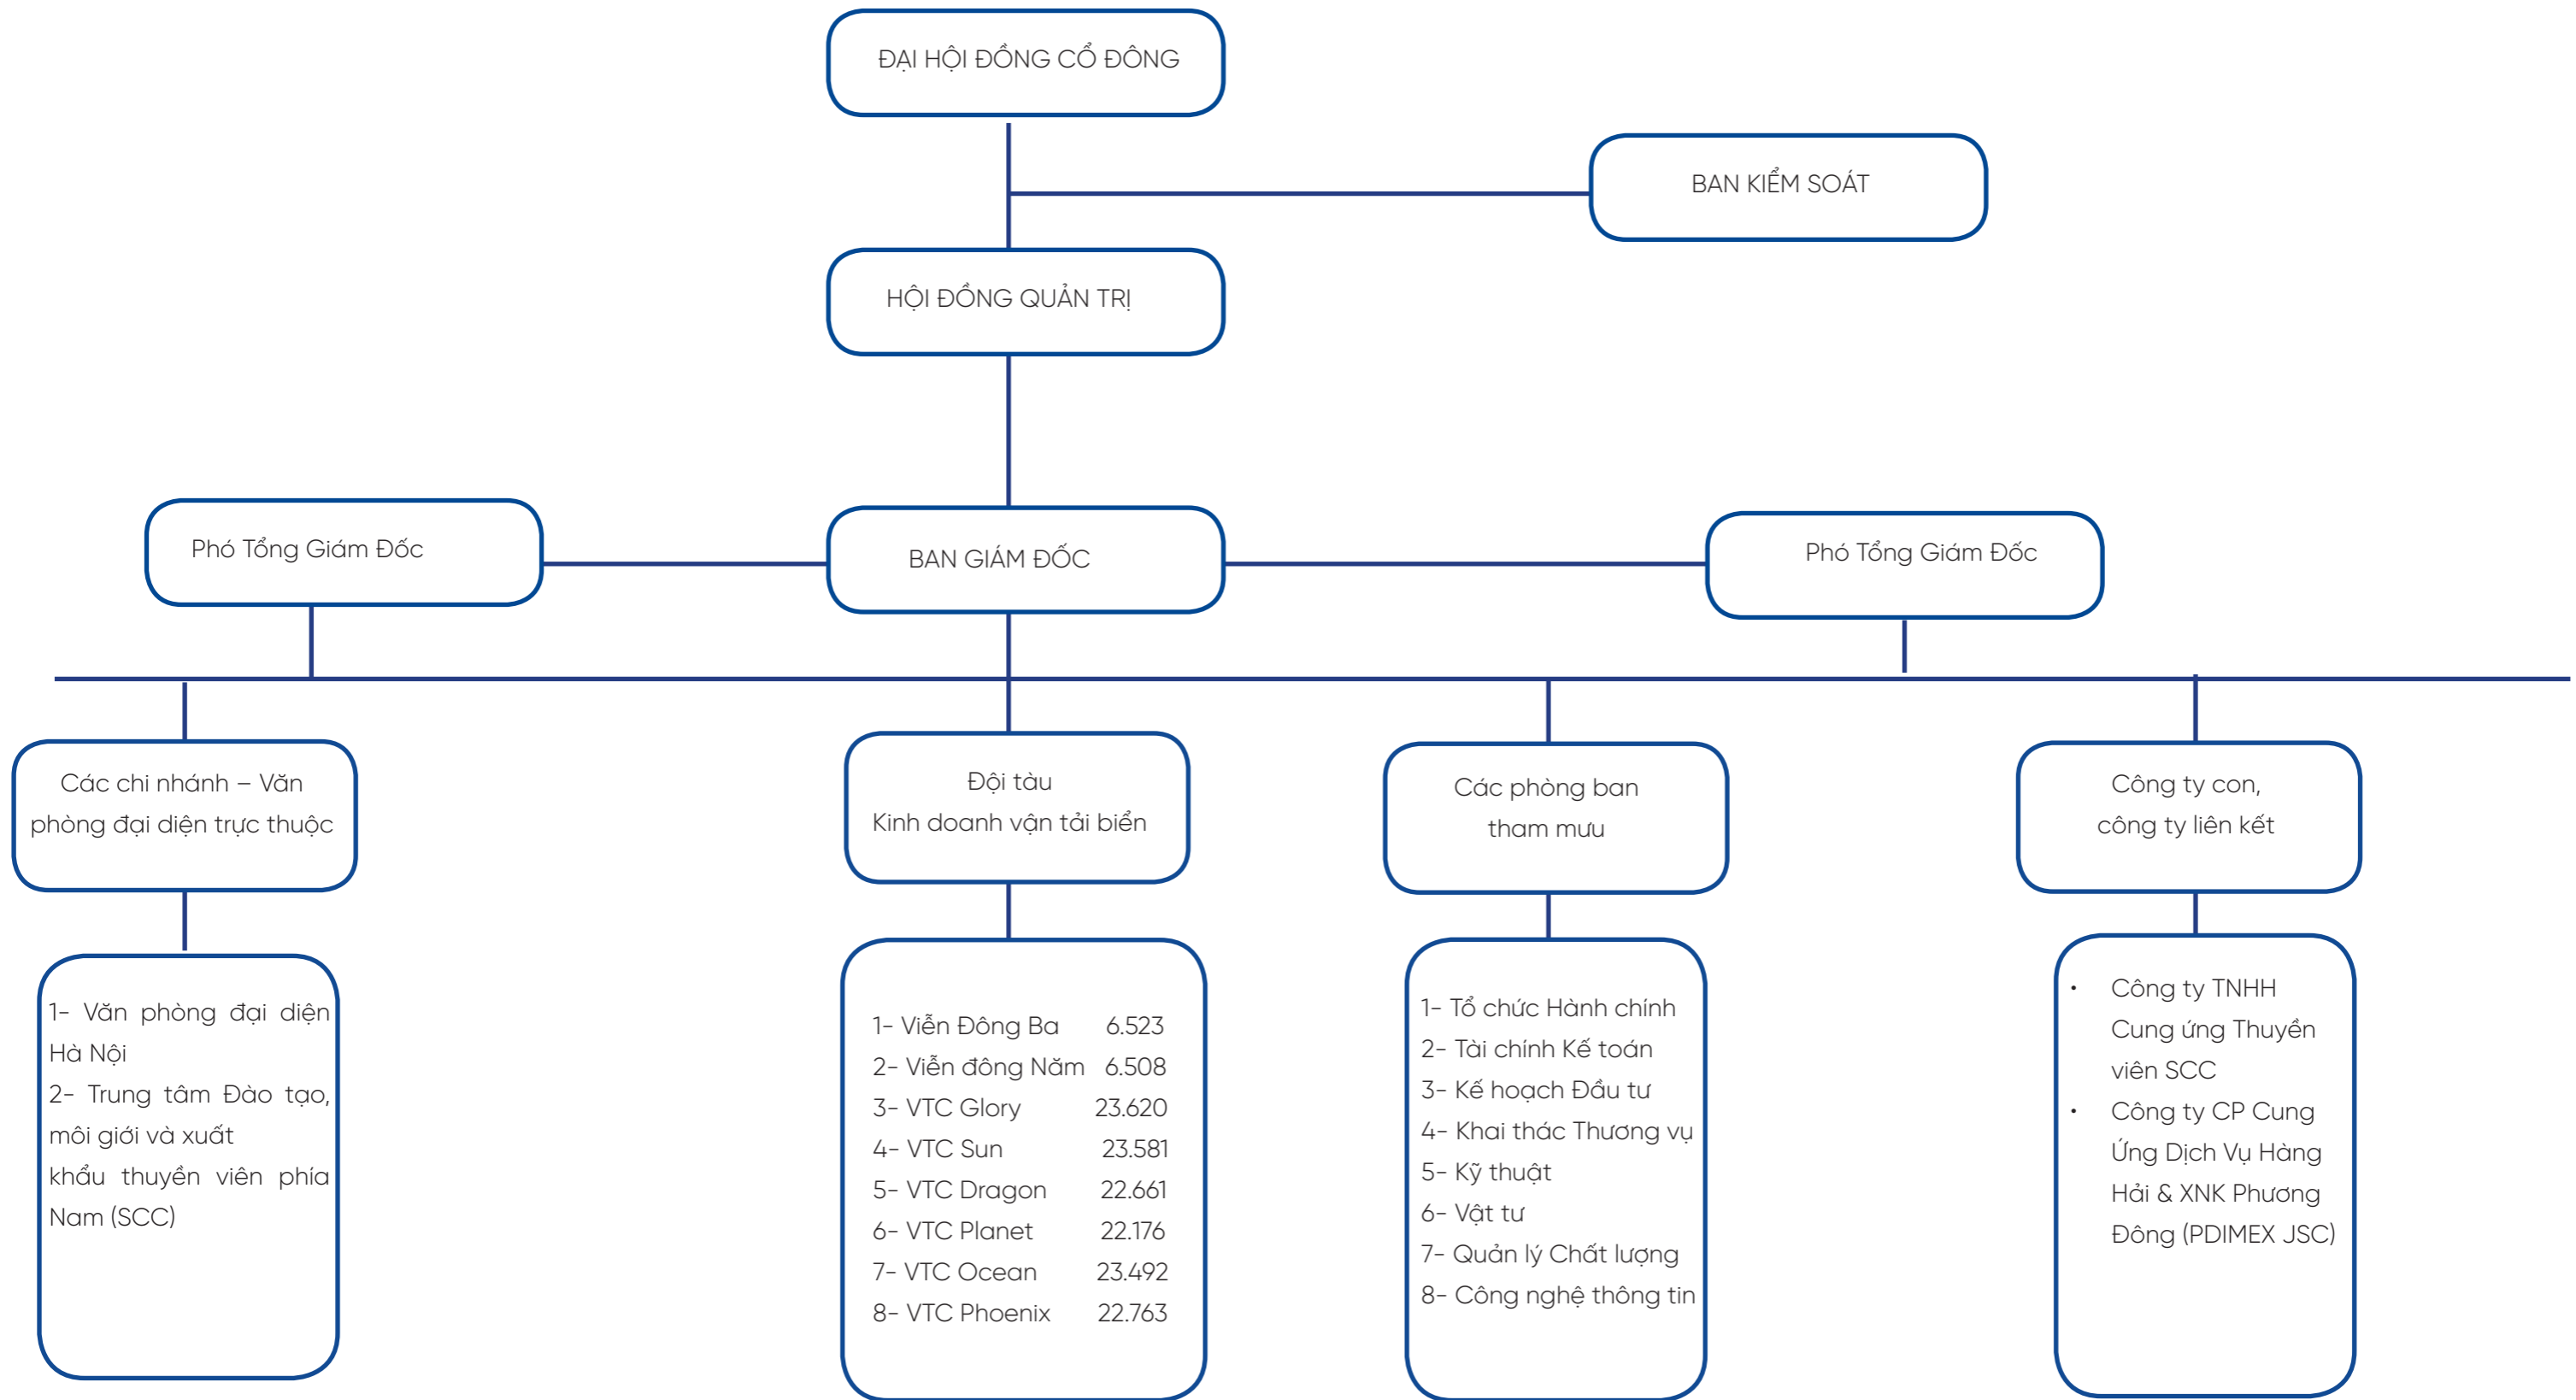 ĐẠI HỘI ĐỒNG CỔ ĐÔNG
BAN KIỂM SOÁT
HỘI ĐỒNG QUẢN TRỊ
Phó Tổng Giám Đốc
BAN GIÁM ĐỐC
Phó Tổng Giám Đốc
Các chi nhánh – Văn
phòng đại diện trực thuộc
Đội tàu
Kinh doanh vận tải biển
Các phòng ban
tham mưu
Công ty con,
công ty liên kết
1- Văn phòng đại diện
Hà Nội
2- Trung tâm Đào tạo,
môi giới và xuất
khẩu thuyền viên phía
Nam (SCC)
1- Viễn Đông Ba 6.523
2- Viễn đông Năm 6.508
3- VTC Glory 23.620
4- VTC Sun 23.581
5- VTC Dragon 22.661
6- VTC Planet 22.176
7- VTC Ocean 23.492
8- VTC Phoenix 22.763
1- Tổ chức Hành chính
2- Tài chính Kế toán
3- Kế hoạch Đầu tư
4- Khai thác Thương vụ
5- Kỹ thuật
6- Vật tư
7- Quản lý Chất lượng
8- Công nghệ thông tin
• Công ty TNHH
Cung ứng Thuyền
viên SCC
• Công ty CP Cung
Ứng Dịch Vụ Hàng
Hải & XNK Phương
Đông (PDIMEX JSC)